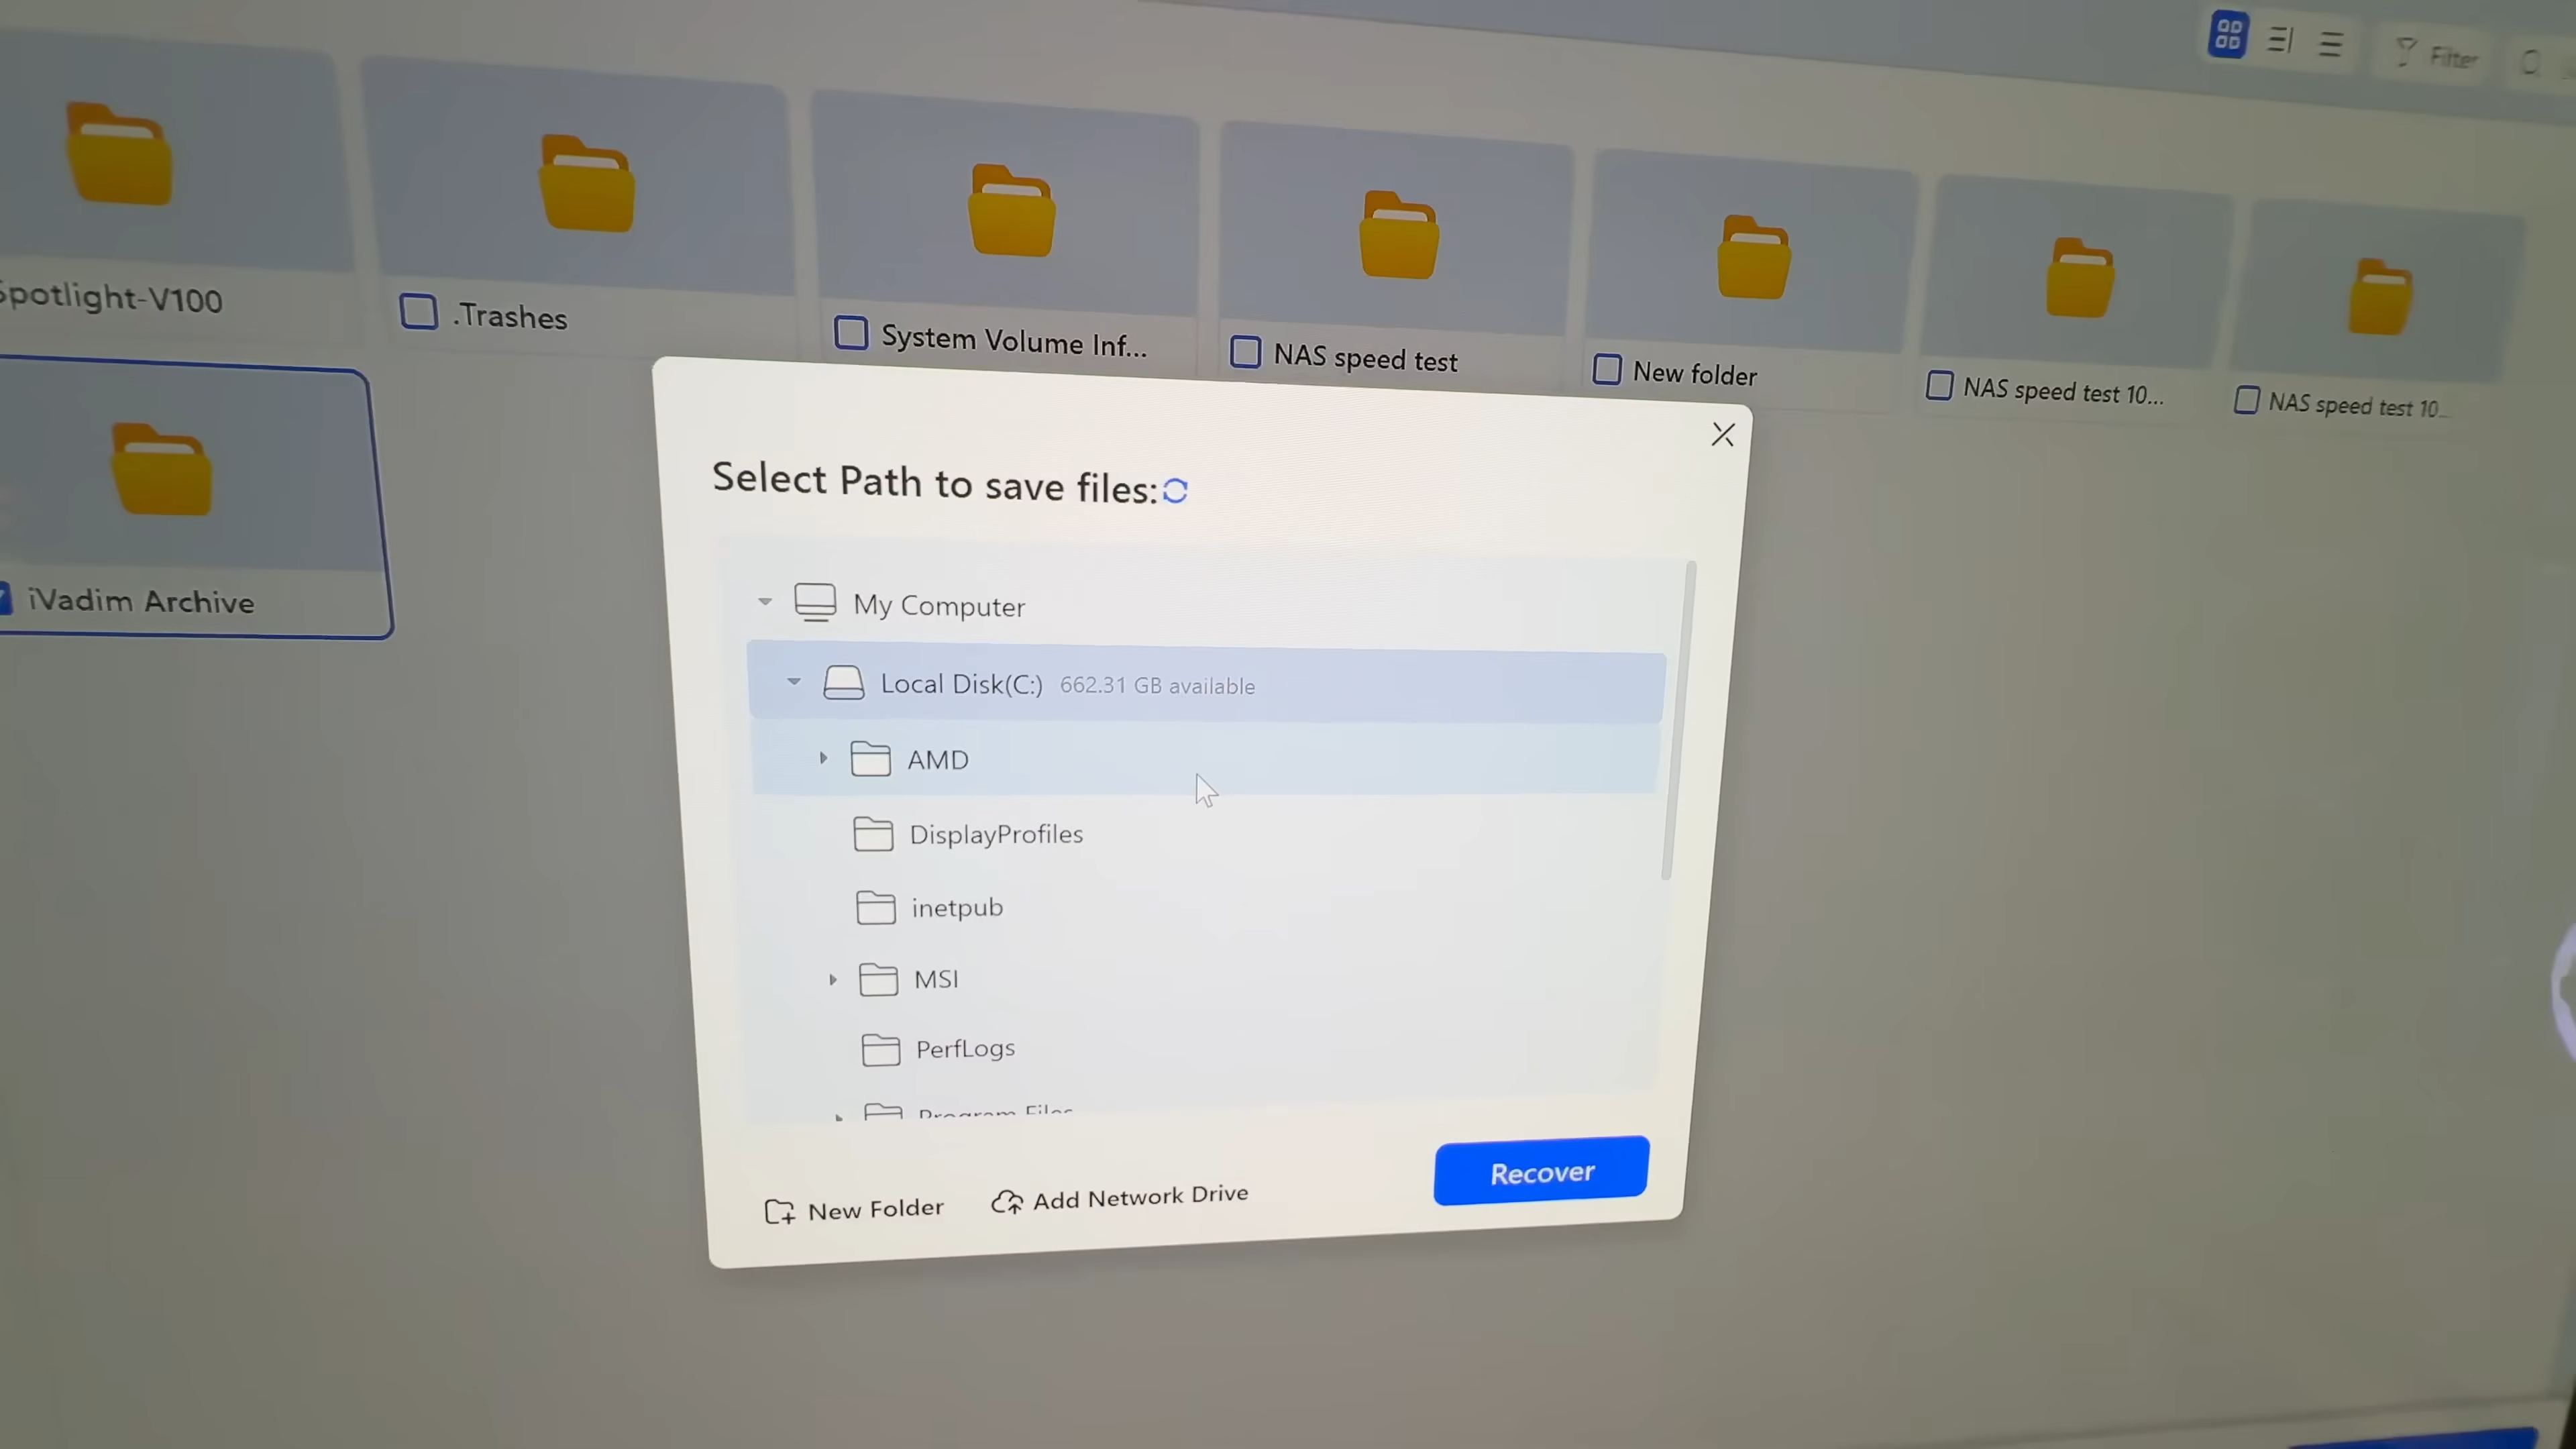 Filter
Spotlight-V100
.Trashes
System Volume Inf...
NAS speed test
New folder
NAS speed test 10...
NAS speed test 10...
iVadim Archive
Select Path to save files:
My Computer
Local Disk(C:) 662.31 GB available
AMD
DisplayProfiles
inetpub
MSI
PerfLogs
Program Files
New Folder
Add Network Drive
Recover